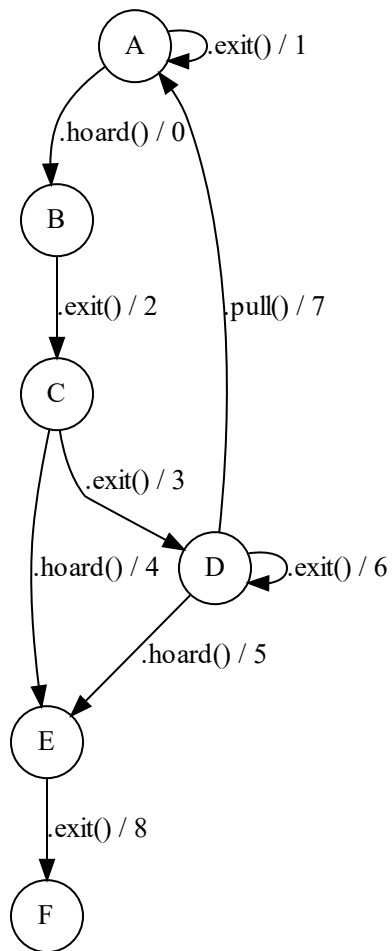 A
.exit() / 1
.hoard() / 0
B
.exit() / 2
.pull() / 7
C
.exit() / 3
.hoard() / 4
D
.exit() / 6
.hoard() / 5
E
.exit() / 8
F